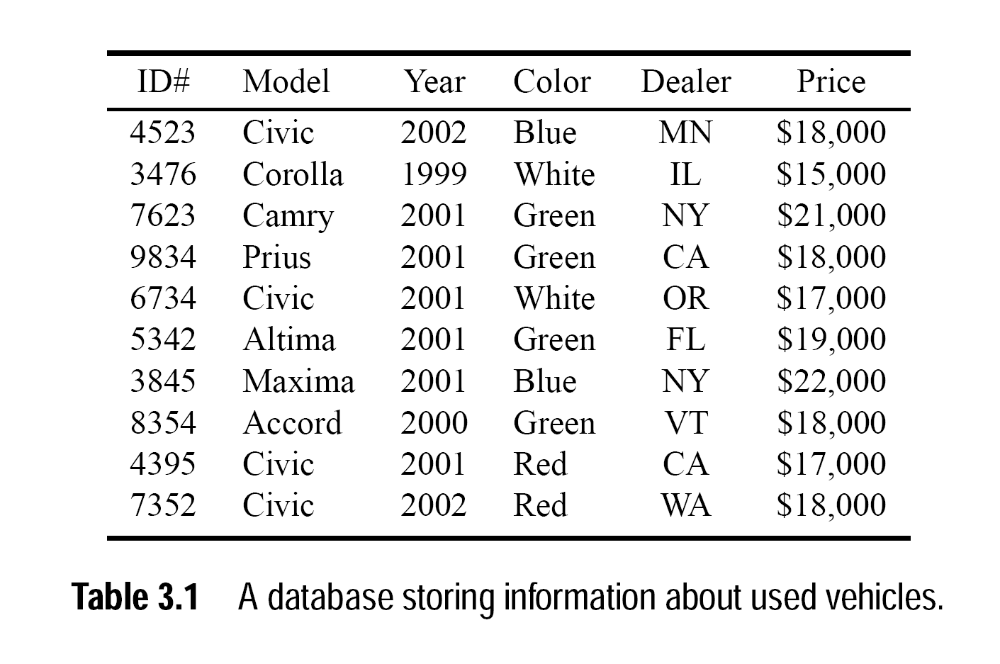 ID# Model Year Color Dealer Price
4523 Civic 2002 Blue MN $18,000
3476 Corolla 1999 White IL $15,000
7623 Camry 2001 Green NY $21,000
9834 Prius 2001 Green CA $18,000
6734 Civic 2001 White OR $17,000
5342 Altima 2001 Green FL $19,000
3845 Maxima 2001 Blue NY $22,000
8354 Accord 2000 Green VT $18,000
4395 Civic 2001 Red CA $17,000
7352 Civic 2002 Red WA $18,000
Table 3.1 A database storing information about used vehicles.